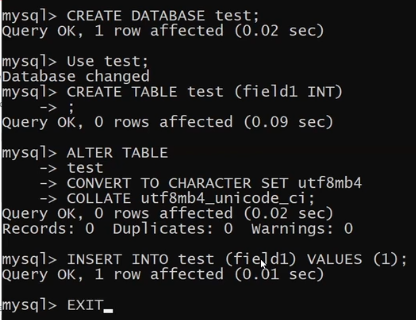 mysql> CREATE DATABASE test;
Query OK, 1 row affected (0.02 sec)
mysql> Use test;
Database changed
mysql> CREATE TABLE test (field1 INT)
-> ;
Query OK, 0 rows affected (0.09 sec)
mysql> ALTER TABLE
-> test
-> CONVERT TO CHARACTER SET utf8mb4
-> COLLATE utf8mb4_unicode_ci;
Query OK, 0 rows affected (0.02 sec)
Records: 0  Duplicates: 0  Warnings: 0
mysql> INSERT INTO test (field1) VALUES (1);
Query OK, 1 row affected (0.01 sec)
mysql> EXIT